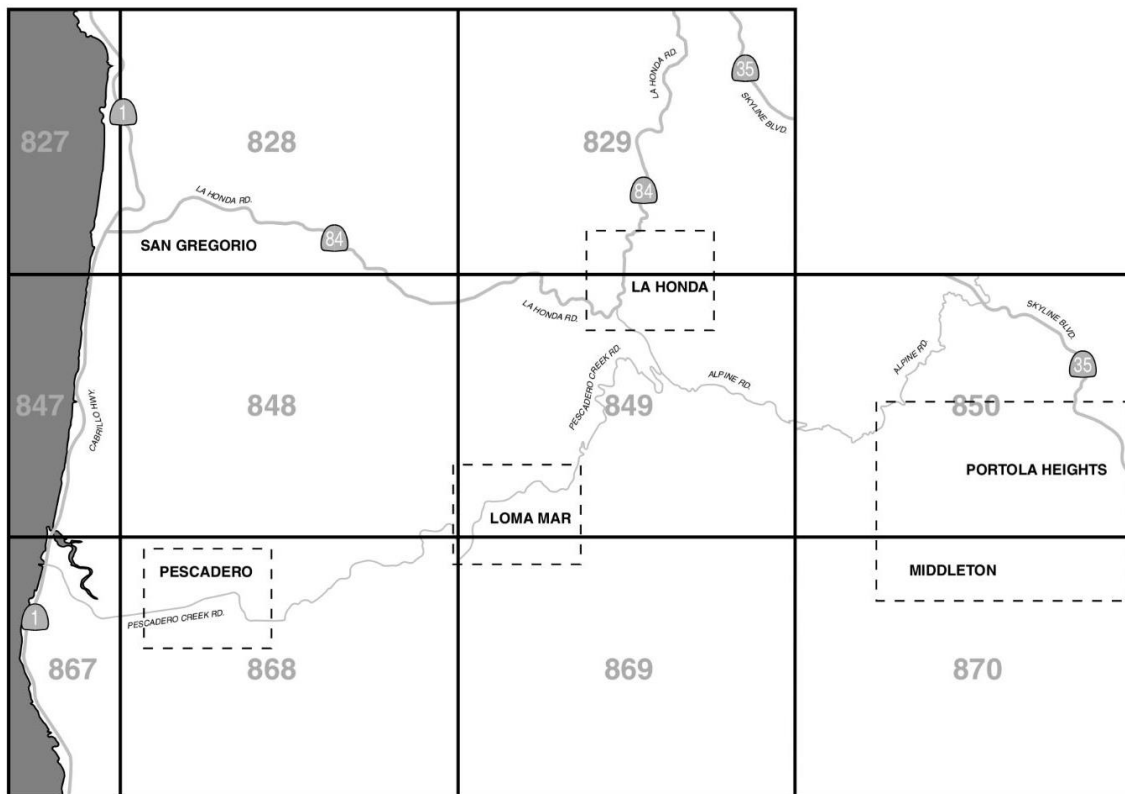 LA HONDA RD.
35
SKYLINE BLVD.
1
827
828
829
84
LA HONDA RD.
84
SAN GREGORIO
LA HONDA
LA HONDA RD.
SKYLINE BLVD.
ALPINE RD.
35
PESCADERO CREEK RD.
ALPINE RD.
CABRILLO HWY.
847
848
849
850
PORTOLA HEIGHTS
LOMA MAR
PESCADERO
MIDDLETON
1
PESCADERO CREEK RD.
867
868
869
870